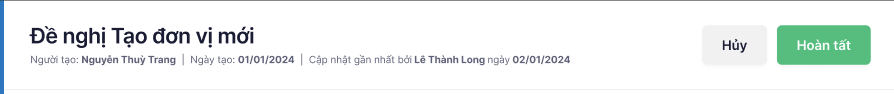 Đề nghị Tạo đơn vị mới
Người tạo: Nguyễn Thuỳ Trang | Ngày tạo: 01/01/2024 | Cập nhật gần nhất bởi Lê Thành Long ngày 02/01/2024
Hủy
Hoàn tất